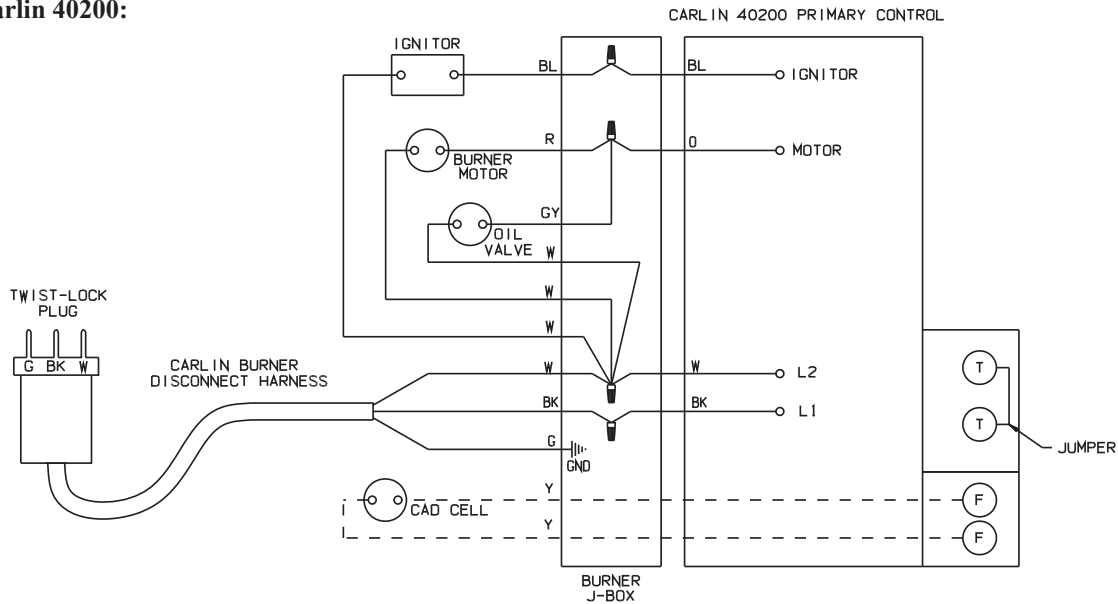 arlin 40200:
CARLIN 40200 PRIMARY CONTROL
IGNITOR
BL
BL
IGNITOR
R
O
MOTOR
BURNER
MOTOR
GY
OIL
VALVE
W
W
W
TWIST-LOCK
PLUG
G BK W
CARLIN BURNER
DISCONNECT HARNESS
W
W
L2
BK
BK
L1
G
GND
T
T
JUMPER
Y
CAD CELL
F
Y
F
BURNER
J-BOX